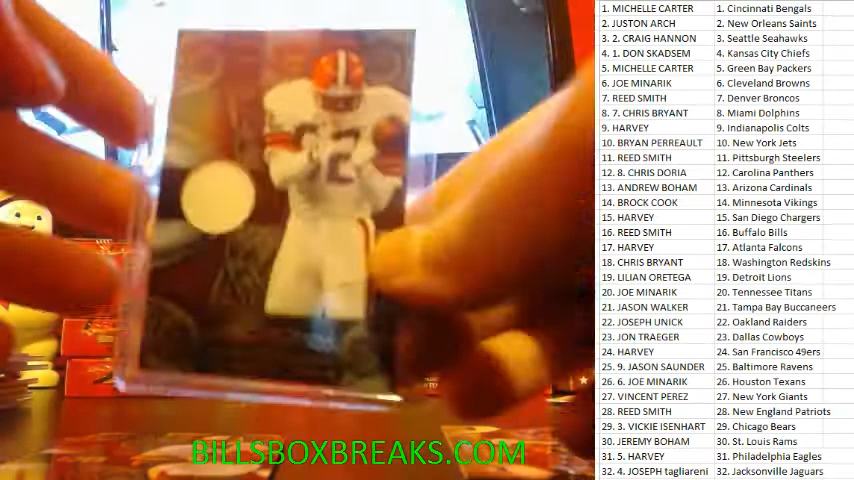 1. MICHELLE CARTER 1. Cincinnati Bengals
2. JUSTON ARCH 2. New Orleans Saints
3. 2. CRAIG HANNON 3. Seattle Seahawks
4. 1. DON SKADSEM 4. Kansas City Chiefs
5. MICHELLE CARTER 5. Green Bay Packers
6. JOE MINARIK 6. Cleveland Browns
7. REED SMITH 7. Denver Broncos
8. 7. CHRIS BRYANT 8. Miami Dolphins
9. HARVEY 9. Indianapolis Colts
10. BRYAN PERREAULT 10. New York Jets
11. REED SMITH 11. Pittsburgh Steelers
12. 8. CHRIS DORIA 12. Carolina Panthers
13. ANDREW BOHAM 13. Arizona Cardinals
14. BROCK COOK 14. Minnesota Vikings
15. HARVEY 15. San Diego Chargers
16. REED SMITH 16. Buffalo Bills
17. HARVEY 17. Atlanta Falcons
18. CHRIS BRYANT 18. Washington Redskins
19. LILIAN ORETEGA 19. Detroit Lions
20. JOE MINARIK 20. Tennessee Titans
21. JASON WALKER 21. Tampa Bay Buccaneers
22. JOSEPH UNICK 22. Oakland Raiders
23. JON TRAEGER 23. Dallas Cowboys
24. HARVEY 24. San Francisco 49ers
25. 9. JASON SAUNDER 25. Baltimore Ravens
26. 6. JOE MINARIK 26. Houston Texans
27. VINCENT PEREZ 27. New York Giants
28. REED SMITH 28. New England Patriots
29. 3. VICKIE ISENHART 29. Chicago Bears
30. JEREMY BOHAM 30. St. Louis Rams
31. 5. HARVEY 31. Philadelphia Eagles
32. 4. JOSEPH tagliareni 32. Jacksonville Jaguars
BILLSBOXBREAKS.COM